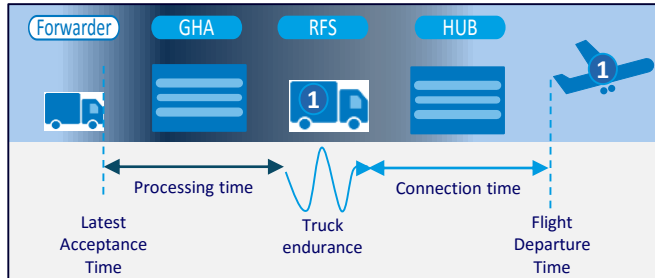 Forwarder
GHA
RFS
HUB
1
1
Processing time
Connection time
Latest
Acceptance
Time
Truck
endurance
Flight
Departure
Time